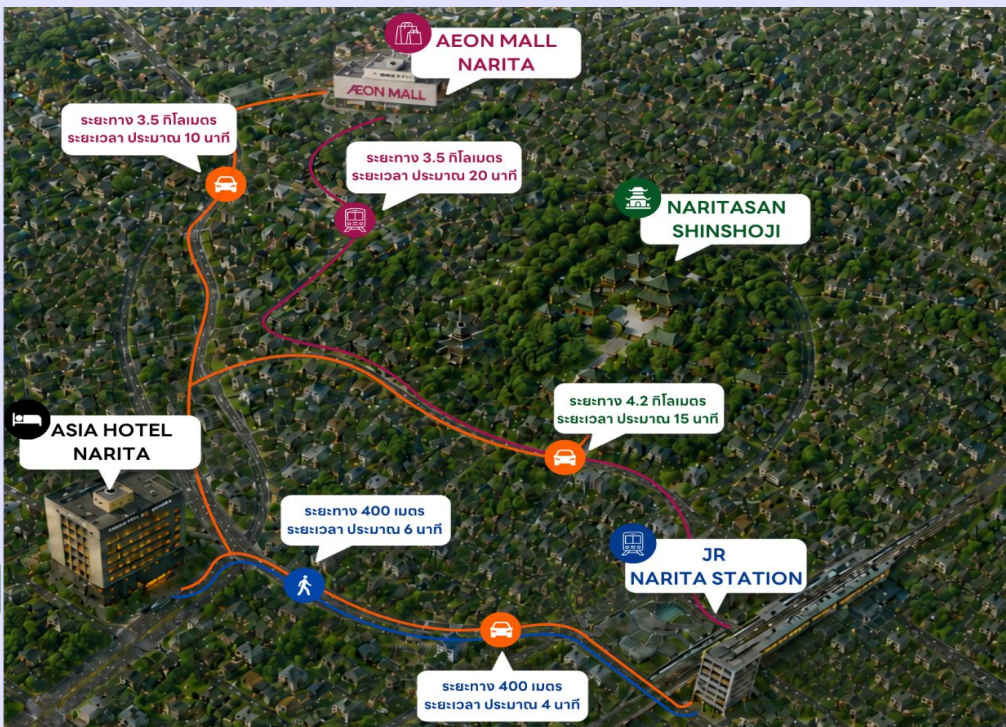 AEON MALL
NARITA
ÆON MALL
ระยะทาง 3.5 กิโลเมตร
ระยะเวลา ประมาณ 10 นาที
ระยะทาง 3.5 กิโลเมตร
ระยะเวลา ประมาณ 20 นาที
NARITASAN
SHINSHOJI
ระยะทาง 4.2 กิโลเมตร
ระยะเวลา ประมาณ 15 นาที
ASIA HOTEL
NARITA
ระยะทาง 400 เมตร
ระยะเวลา ประมาณ 6 นาที
JR
NARITA STATION
ระยะทาง 400 เมตร
ระยะเวลา ประมาณ 4 นาที